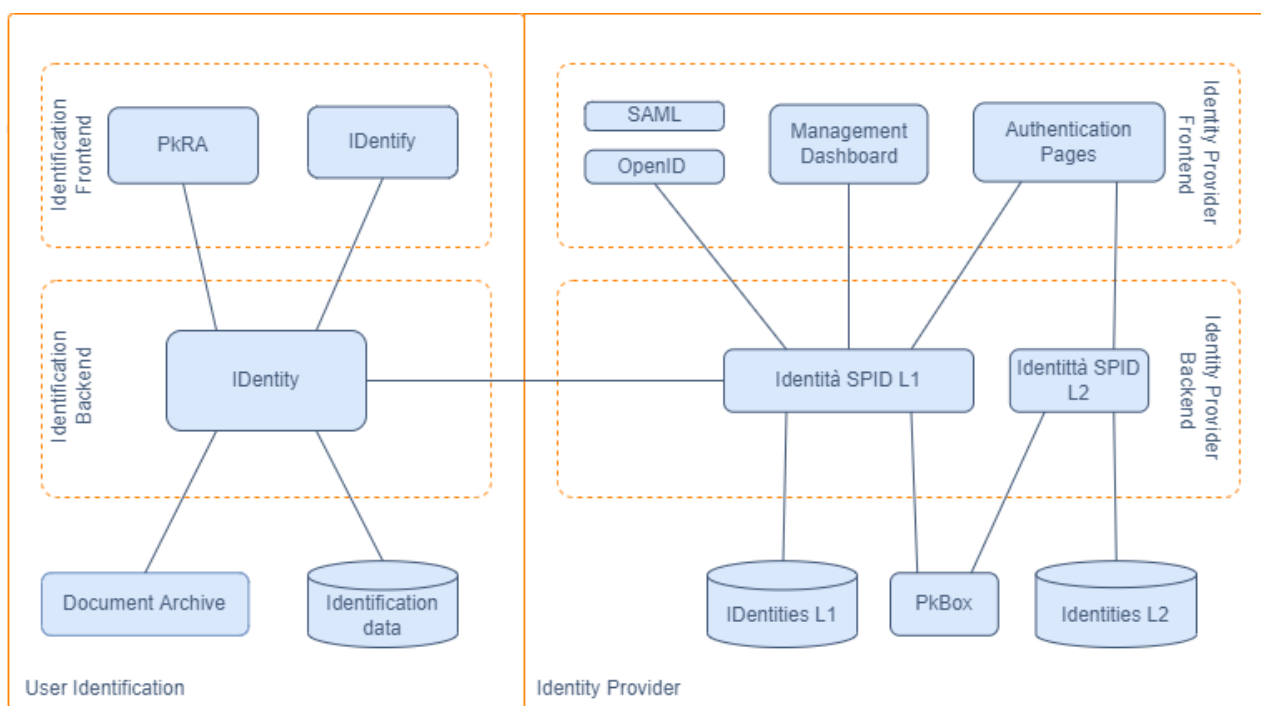 Identification
Frontend
PkRA
IDentify
Identification
Backend
IDentity
Document Archive
Identification
data
User Identification
SAML
OpenID
Management
Dashboard
Authentication
Pages
Identity Provider
Frontend
Identità SPID L1
Identittà SPID
L2
Identity Provider
Backend
IDentities L1
PkBox
Identities L2
Identity Provider